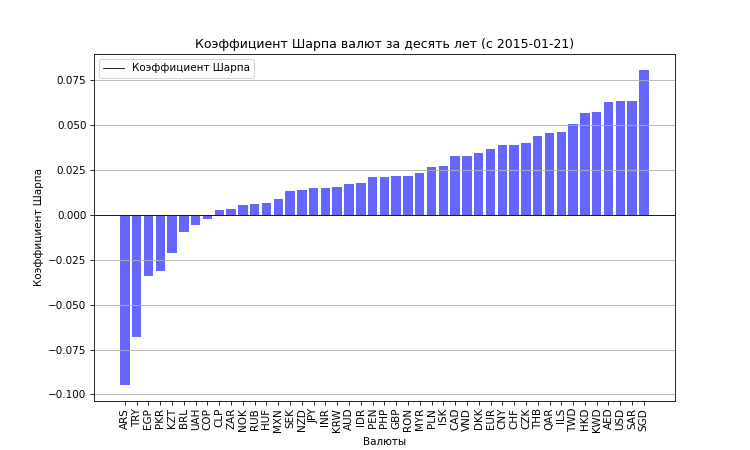 Коэффициент Шарпа валют за десять лет (с 2015-01-21)
Коэффициент Шарпа
0.075
0.050
0.025
0.000
−0.025
−0.050
−0.075
−0.100
Коэффициент Шарпа
ARS TRY EGP PKR KZT BRL UAH COP CLP ZAR NOK RUB HUF MXN SEK NZD JPY INR KRW AUD IDR PEN PHP GBP RON MYR PLN ISK CAD VND DKK EUR CNY CHF CZK THB QAR ILS TWD HKD KWD AED USD SAR SGD
Валюты